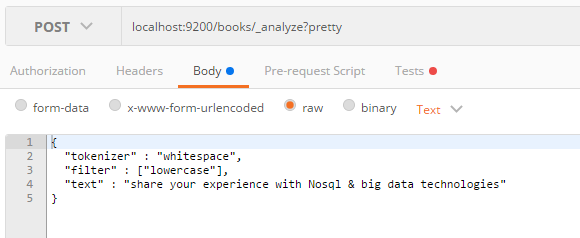 POST localhost:9200/books/_analyze?pretty
Authorization Headers Body Pre-request Script Tests
form-data x-www-form-urlencoded raw binary Text
1 {
2 "tokenizer" : "whitespace",
3 "filter" : ["lowercase"],
4 "text" : "share your experience with Nosql & big data technologies"
5 }